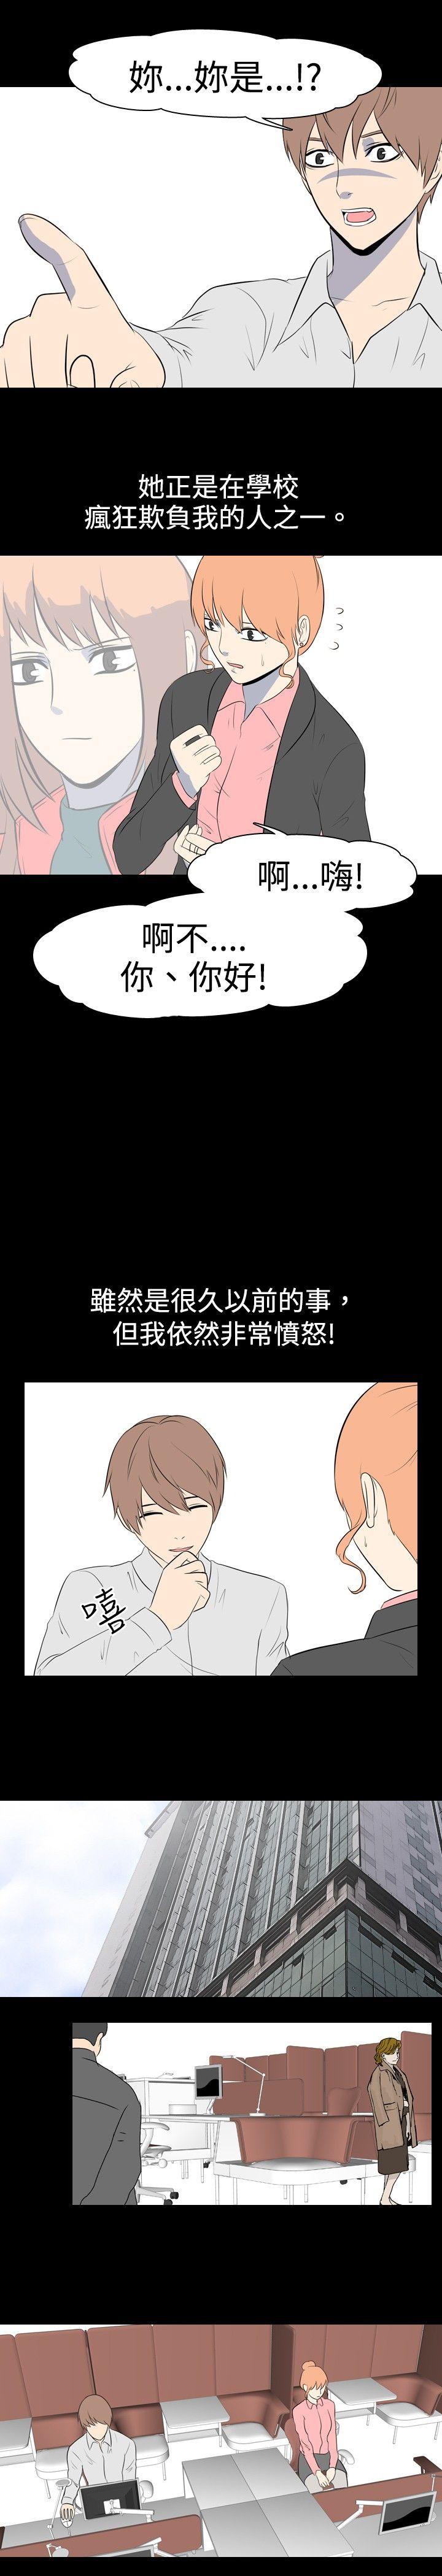 妳...妳是...!?
她正是在學校
瘋狂欺負我的人之一。
啊...嗨!
啊不....
你、你好!
雖然是很久以前的事，
但我依然非常憤怒!
嘻